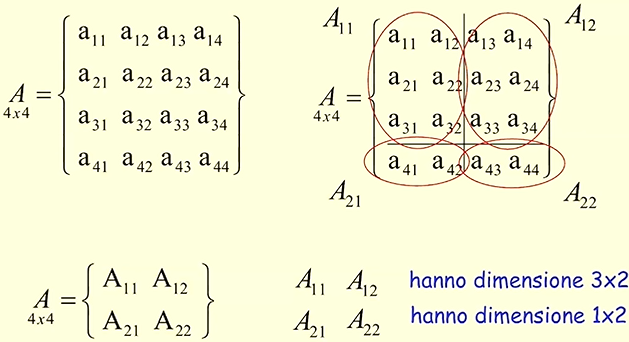 a11 a12 a13 a14
a21 a22 a23 a24
A =
4x4
a31 a32 a33 a34
a41 a42 a43 a44
A11 A12
a11 a12 a13 a14
a21 a22 a23 a24
A =
4x4
a31 a32 a33 a34
a41 a42 a43 a44
A21 A22
A11 A12
A =
4x4
A21 A22
A11 A12 hanno dimensione 3x2
A21 A22 hanno dimensione 1x2